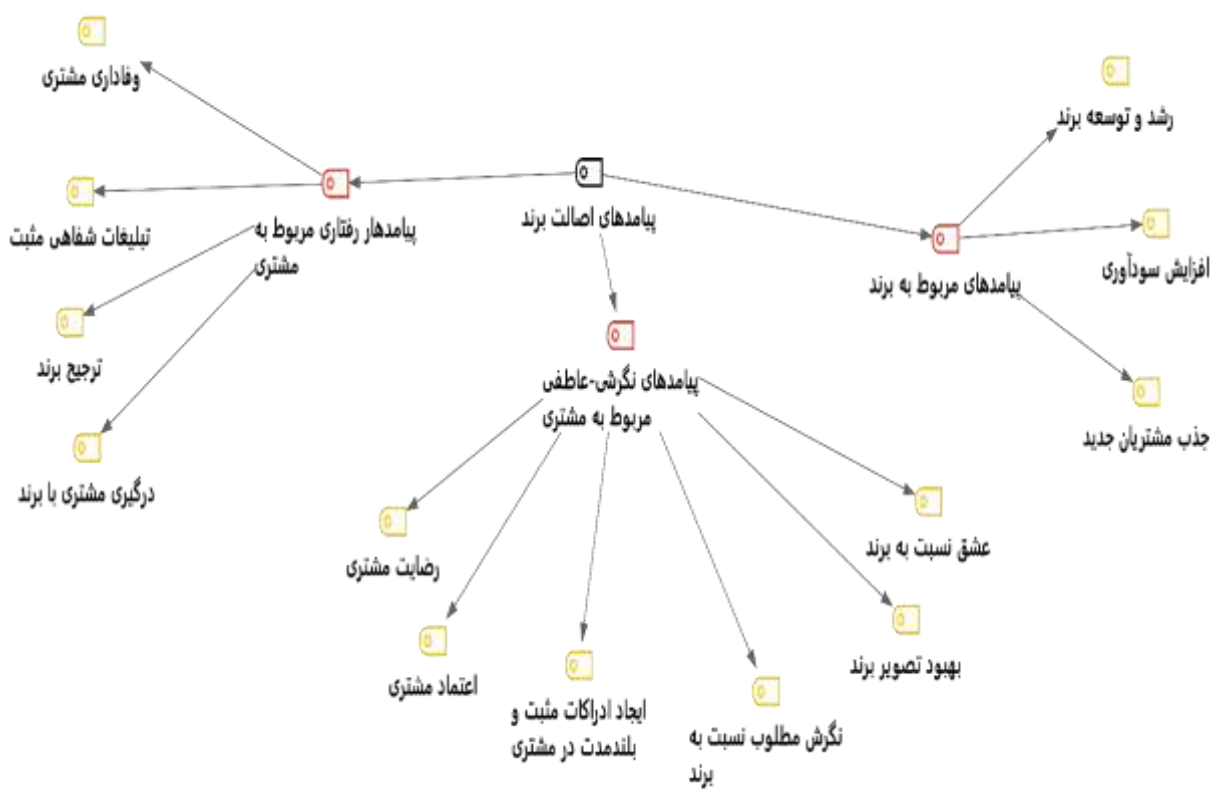 پیامدهای اصالت برند
پیامدهای مربوط به برند
رشد و توسعه برند
افزایش سودآوری
جذب مشتریان جدید
پیامدهای نگرشی-عاطفی
مربوط به مشتری
عشق نسبت به برند
بهبود تصویر برند
نگرش مطلوب نسبت به
برند
ایجاد ادراکات مثبت و
بلندمدت در مشتری
اعتماد مشتری
رضایت مشتری
پیامدهار رفتاری مربوط به
مشتری
وفاداری مشتری
تبلیغات شفاهی مثبت
ترجیح برند
درگیری مشتری با برند